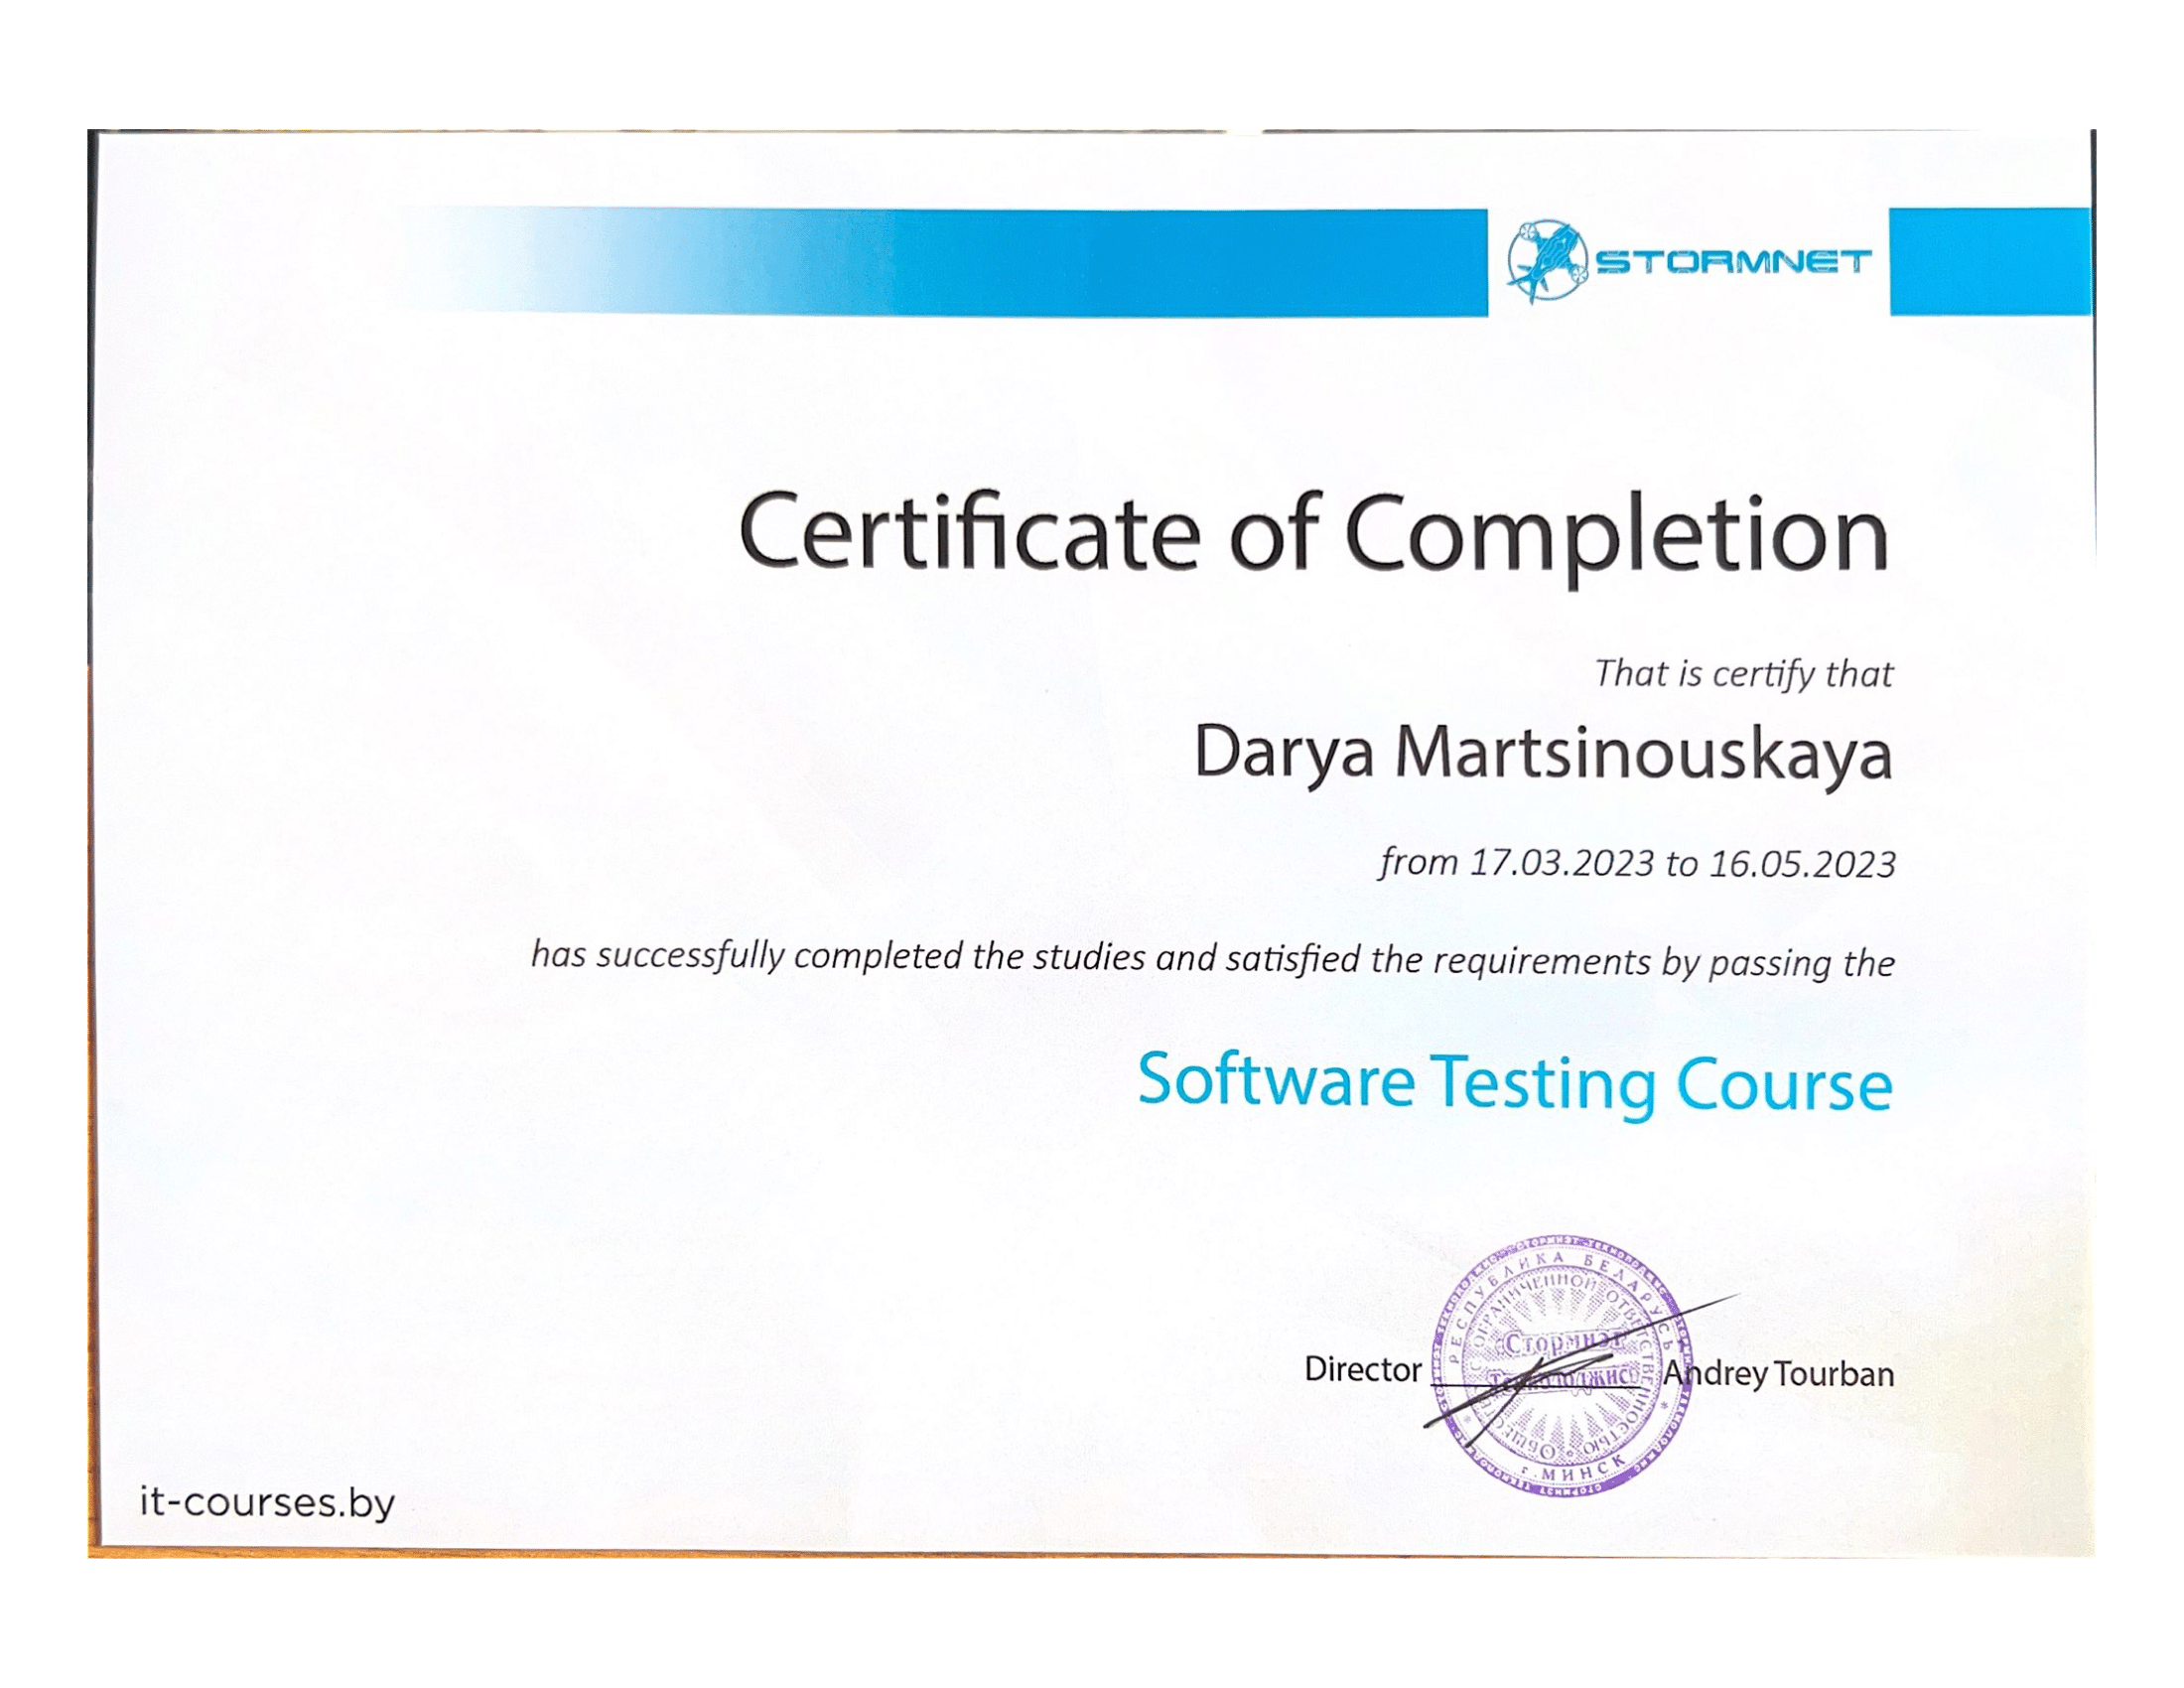 STORMNET
Certificate of Completion
That is certify that
Darya Martsinouskaya
from 17.03.2023 to 16.05.2023
has successfully completed the studies and satisfied the requirements by passing the
Software Testing Course
РЕСПУБЛИКА БЕЛАРУСЬ
ОБЩЕСТВО С ОГРАНИЧЕННОЙ ОТВЕТСТВЕННОСТЬЮ
Стормнэт
Технолоджис
г. МИНСК
Director Andrey Tourban
it-courses.by